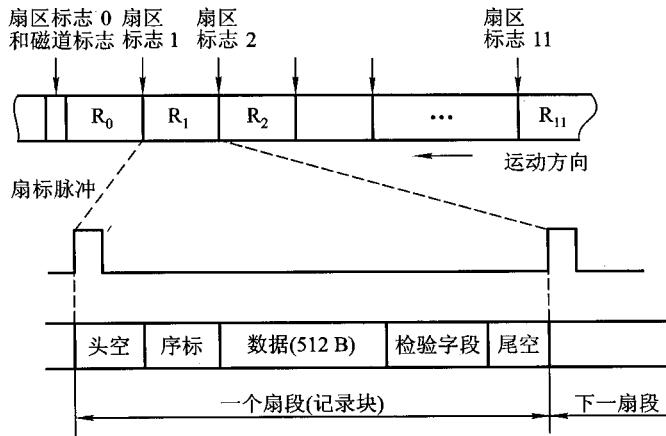 扇区标志 0 扇区 扇区 扇区
和磁道标志 标志 1 标志 2 标志 11
R₀ R₁ R₂ ··· R₁₁
运动方向
扇标脉冲
头空 序标 数据(512 B) 检验字段 尾空
一个扇段(记录块) 下一扇段